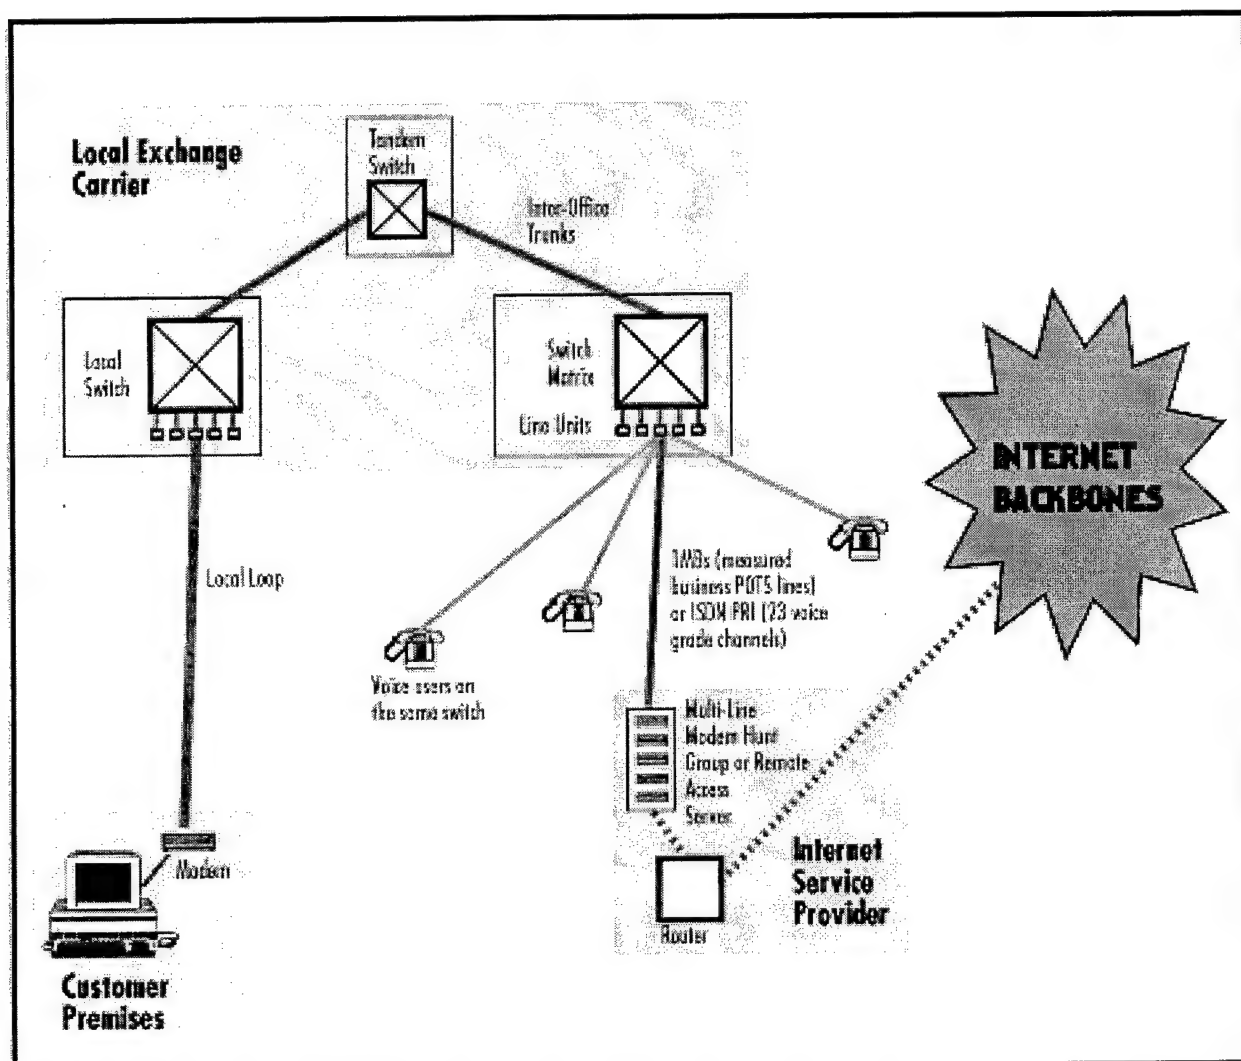 Local Exchange
Carrier
Tandem
Switch
Inter-Office
Trunks
Local
Switch
Switch
Matrix
Line Units
INTERNET
BACKBONES
Local Loop
1MBs (measured
business POTS lines)
or ISDN PRI (23 voice
grade channels)
Voice users on
the same switch
Multi-Line
Modem Hunt
Group or Remote
Access
Server
Modem
Internet
Service
Provider
Router
Customer
Premises